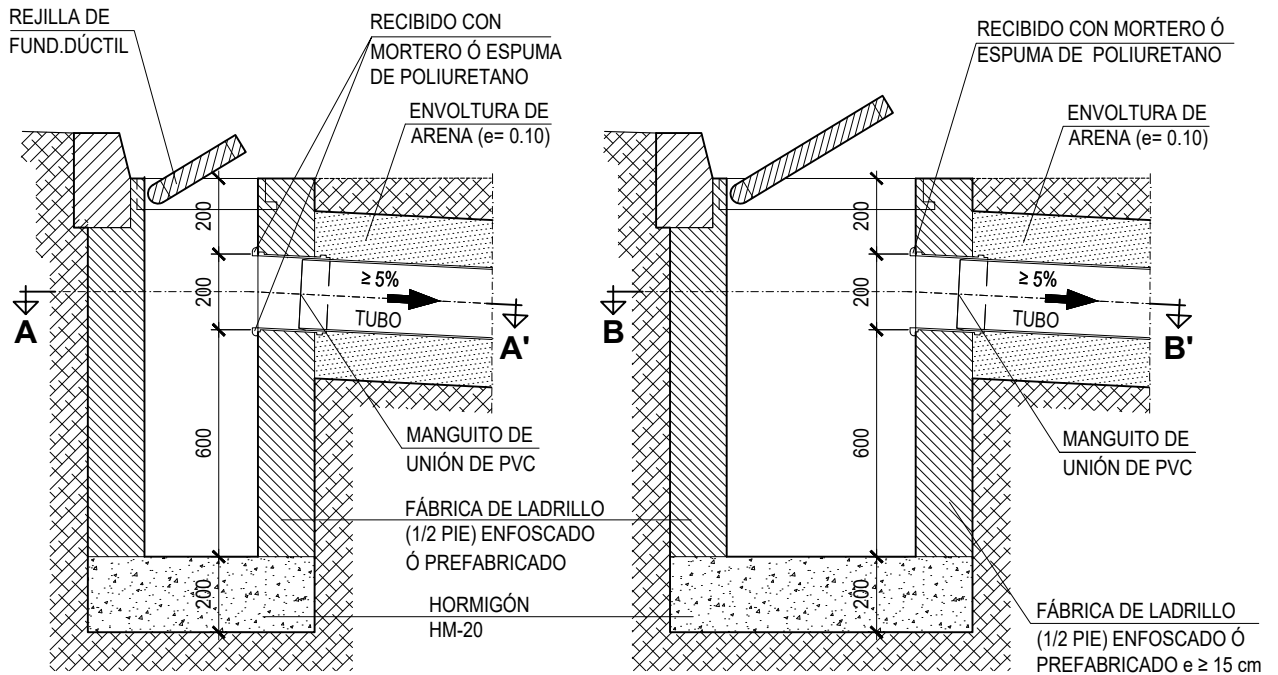 REJILLA DE
FUND.DÚCTIL
RECIBIDO CON
MORTERO Ó ESPUMA
DE POLIURETANO
ENVOLTURA DE
ARENA (e= 0.10)
200
200
600
200
≥ 5%
TUBO
A
A'
MANGUITO DE
UNIÓN DE PVC
FÁBRICA DE LADRILLO
(1/2 PIE) ENFOSCADO
Ó PREFABRICADO
HORMIGÓN
HM-20
RECIBIDO CON MORTERO Ó
ESPUMA DE POLIURETANO
ENVOLTURA DE
ARENA (e= 0.10)
200
200
600
200
≥ 5%
TUBO
B
B'
MANGUITO DE
UNIÓN DE PVC
FÁBRICA DE LADRILLO
(1/2 PIE) ENFOSCADO Ó
PREFABRICADO e ≥ 15 cm